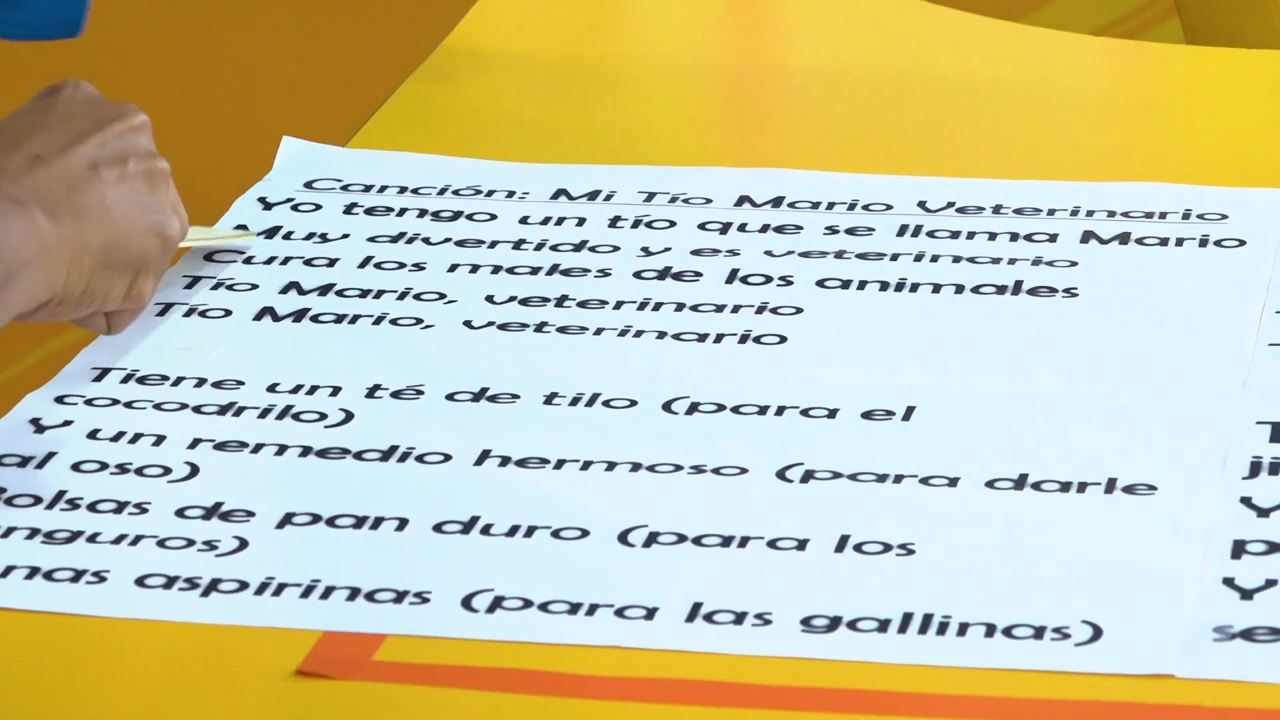 Canción: Mi Tío Mario Veterinario
Yo tengo un tío que se llama Mario
Muy divertido y es veterinario
Cura los males de los animales
Tío Mario, veterinario
Tío Mario, veterinario
Tiene un té de tilo (para el
cocodrilo)
Y un remedio hermoso (para darle
al oso)
Bolsas de pan duro (para los
nguros)
nas aspirinas (para las gallinas)